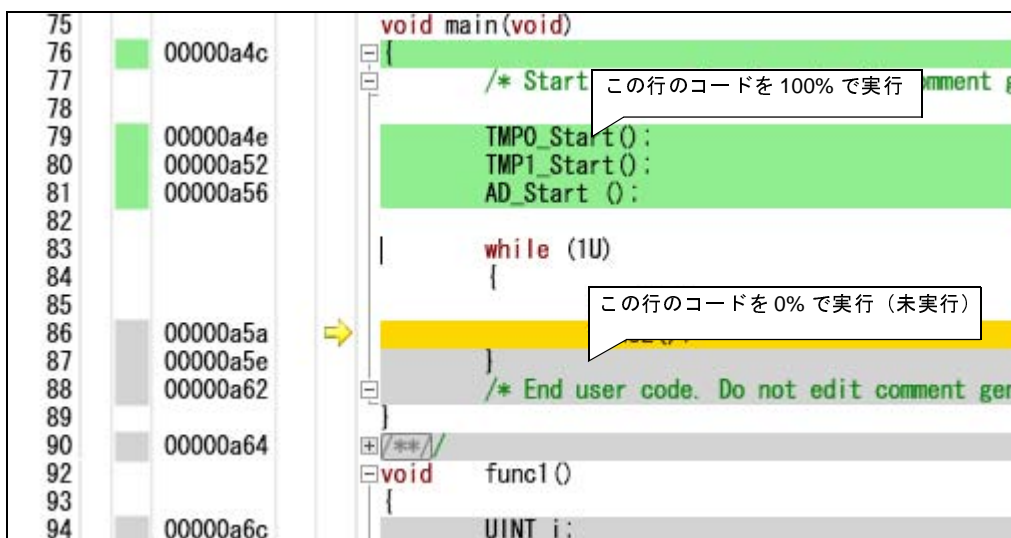 75 void main(void)
76 00000a4c {
77 /* Start omment g
この行のコードを 100% で実行
78
79 00000a4e TMP0_Start();
80 00000a52 TMP1_Start();
81 00000a56 AD_Start ();
82
83 while (1U)
84 {
85
この行のコードを 0% で実行（未実行）
86 00000a5a
87 00000a5e }
88 00000a62 /* End user code. Do not edit comment gen
89 }
90 00000a64 /**//
92 void func1()
93 {
94 00000a6c UINT i;